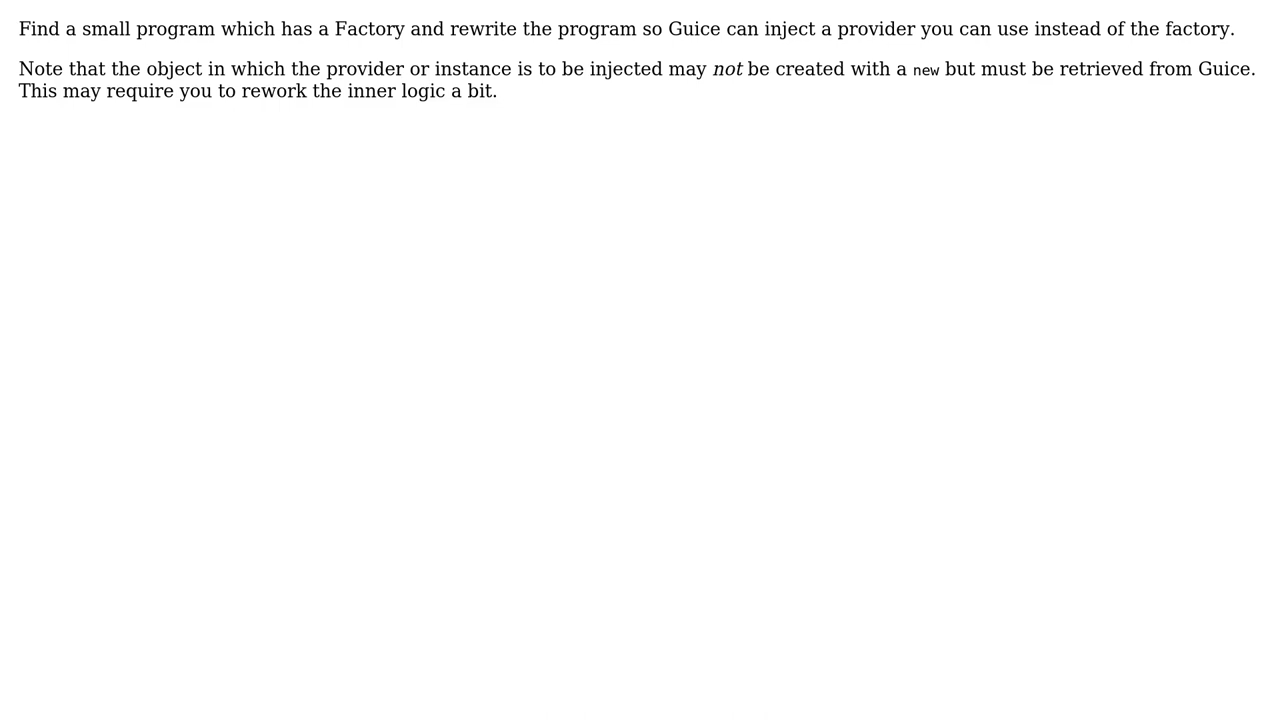 Find a small program which has a Factory and rewrite the program so Guice can inject a provider you can use instead of the factory.
Note that the object in which the provider or instance is to be injected may not be created with a new but must be retrieved from Guice.
This may require you to rework the inner logic a bit.